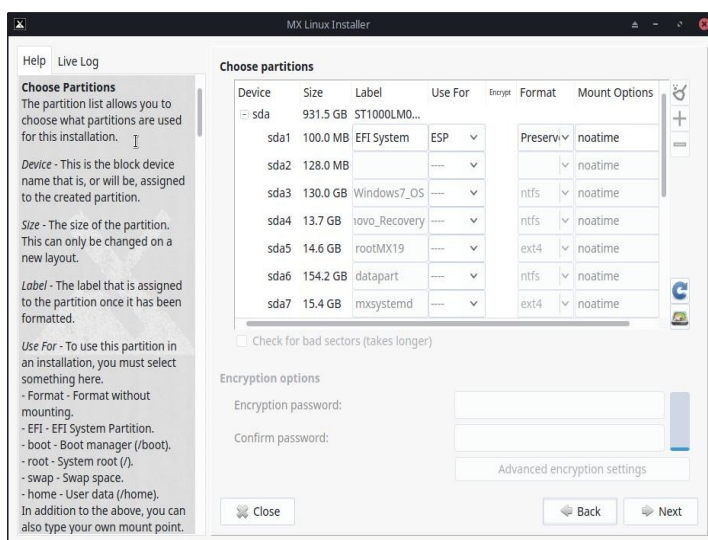 MX Linux Installer
Help Live Log
Choose Partitions
The partition list allows you to
choose what partitions are used
for this installation.
Device - This is the block device
name that is, or will be, assigned
to the created partition.
Size - The size of the partition.
This can only be changed on a
new layout.
Label - The label that is assigned
to the partition once it has been
formatted.
Use For - To use this partition in
an installation, you must select
something here.
- Format - Format without
mounting.
- EFI - EFI System Partition.
- boot - Boot manager (/boot).
- root - System root (/).
- swap - Swap space.
- home - User data (/home).
In addition to the above, you can
also type your own mount point.
Choose partitions
Device Size Label Use For Encrypt Format Mount Options
sda 931.5 GB ST1000LM0...
sda1 100.0 MB EFI System ESP Preserv noatime
sda2 128.0 MB ---- noatime
sda3 130.0 GB Windows7_OS ---- ntfs noatime
sda4 13.7 GB novo_Recovery ---- ntfs noatime
sda5 14.6 GB rootMX19 ---- ext4 noatime
sda6 154.2 GB datapart ---- ntfs noatime
sda7 15.4 GB mxsystemd ---- ext4 noatime
Check for bad sectors (takes longer)
Encryption options
Encryption password:
Confirm password:
Advanced encryption settings
Close Back Next